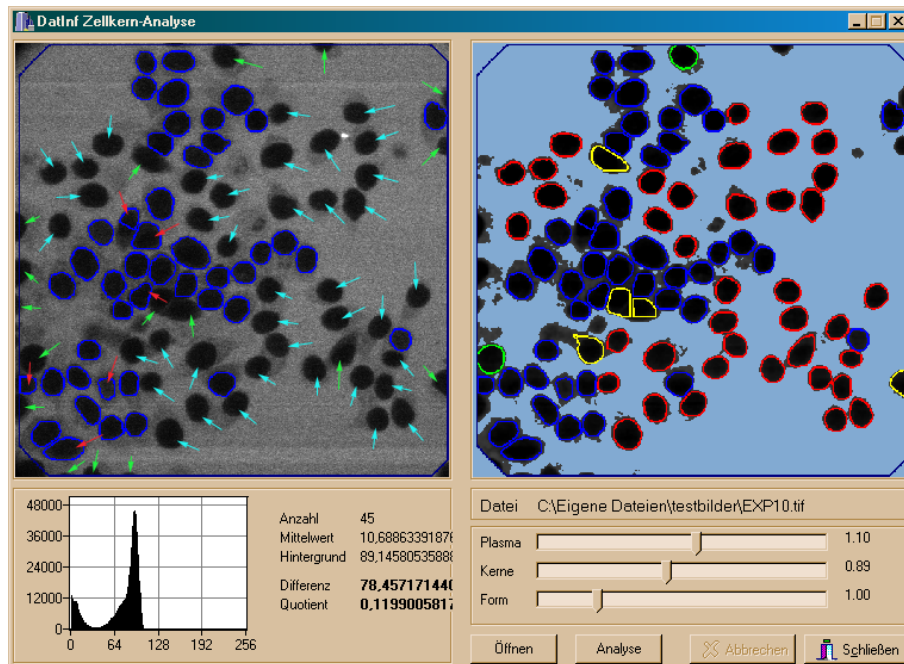 DatInf Zellkern-Analyse
48000
36000
24000
12000
0
0 64 128 192 256
Anzahl 45
Mittelwert 10,68863391876
Hintergrund 89,14580535888
Differenz 78,457171440
Quotient 0,1199005817
Datei C:\Eigene Dateien\testbilder\EXP10.tif
Plasma 1.10
Kerne 0.89
Form 1.00
Öffnen Analyse Abbrechen Schließen